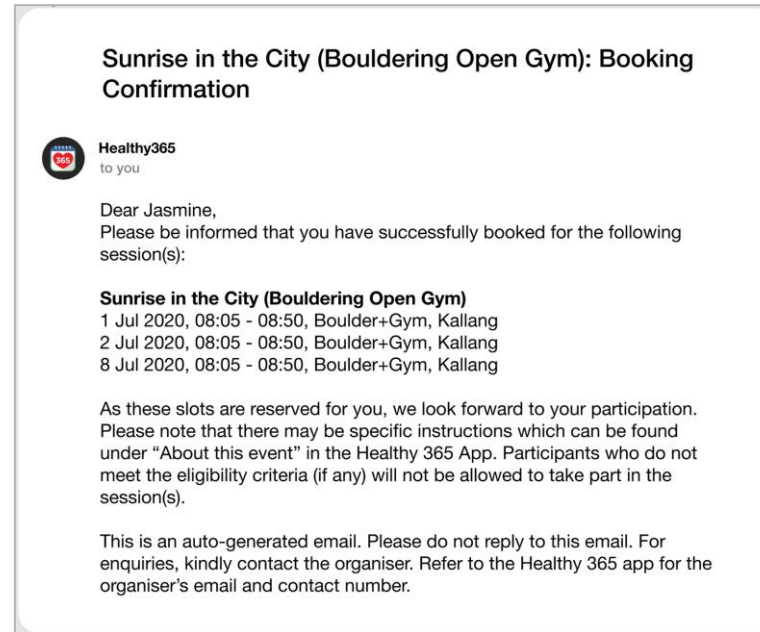 Sunrise in the City (Bouldering Open Gym): Booking
Confirmation
365
Healthy365
to you
Dear Jasmine,
Please be informed that you have successfully booked for the following
session(s):
Sunrise in the City (Bouldering Open Gym)
1 Jul 2020, 08:05 - 08:50, Boulder+Gym, Kallang
2 Jul 2020, 08:05 - 08:50, Boulder+Gym, Kallang
8 Jul 2020, 08:05 - 08:50, Boulder+Gym, Kallang
As these slots are reserved for you, we look forward to your participation.
Please note that there may be specific instructions which can be found
under “About this event” in the Healthy 365 App. Participants who do not
meet the eligibility criteria (if any) will not be allowed to take part in the
session(s).
This is an auto-generated email. Please do not reply to this email. For
enquiries, kindly contact the organiser. Refer to the Healthy 365 app for the
organiser’s email and contact number.